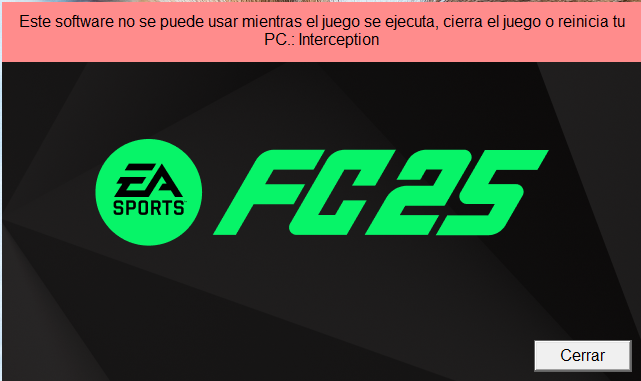 Este software no se puede usar mientras el juego se ejecuta, cierra el juego o reinicia tu
PC.: Interception
EA
SPORTS™
FC25
Cerrar